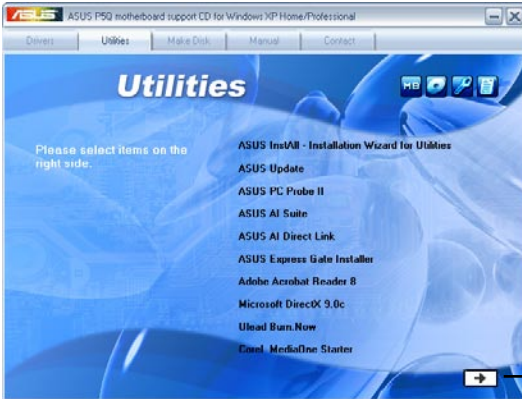 ASUS ASUS P5Q motherboard support CD for Windows XP Home/Professional
Drivers Utilities Make Disk Manual Contact
Utilities
MB
Please select items on the
right side.
ASUS InstAll - Installation Wizard for Utilities
ASUS Update
ASUS PC Probe II
ASUS AI Suite
ASUS AI Direct Link
ASUS Express Gate Installer
Adobe Acrobat Reader 8
Microsoft DirectX 9.0c
Ulead Burn.Now
Corel MediaOne Starter